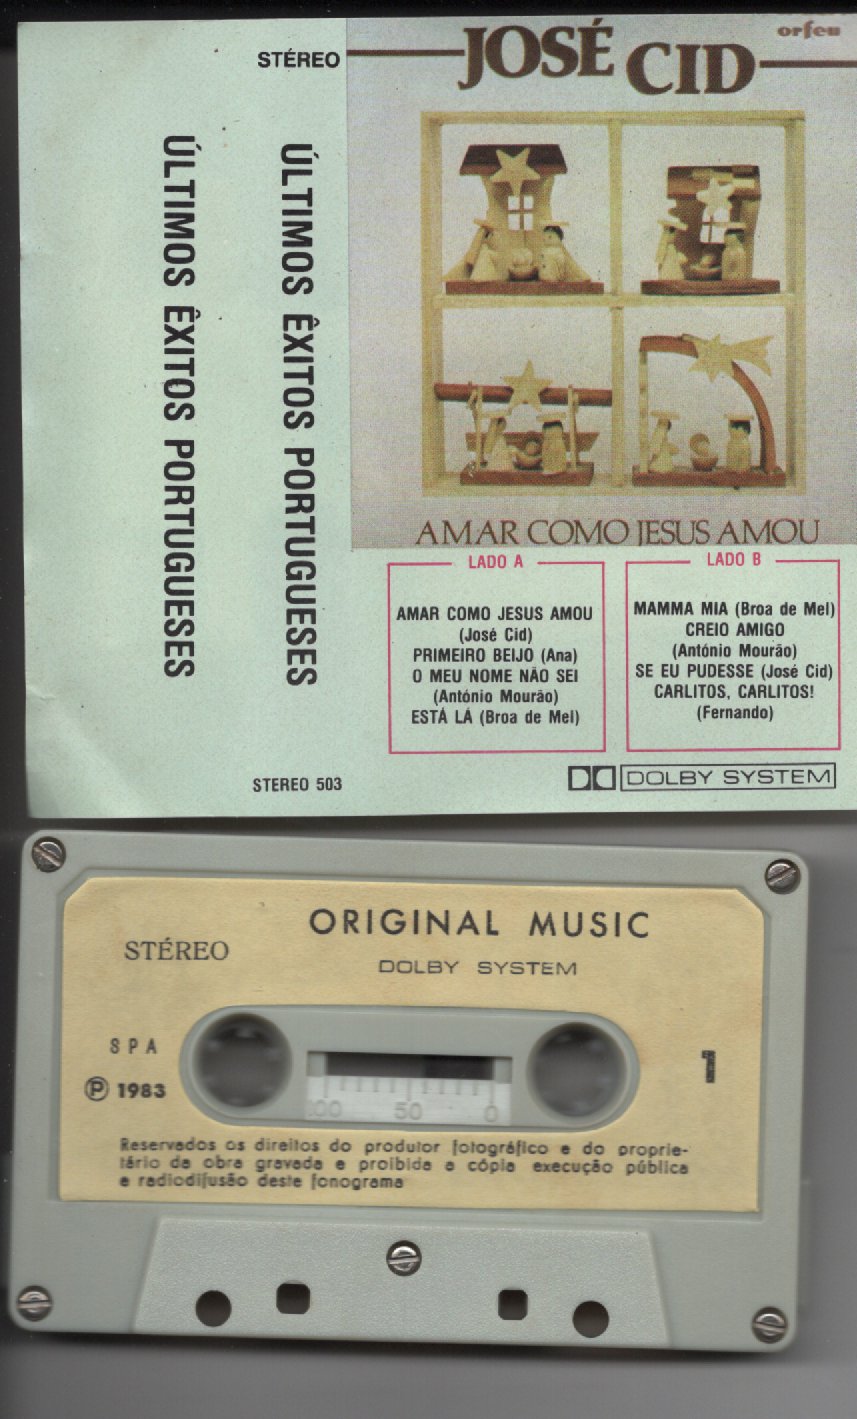 STÉREO
JOSÉ CID
orfeu
ÚLTIMOS ÊXITOS PORTUGUESES
ÚLTIMOS ÊXITOS PORTUGUESES
AMAR COMO JESUS AMOU
LADO A
AMAR COMO JESUS AMOU
(José Cid)
PRIMEIRO BEIJO (Ana)
O MEU NOME NÃO SEI
(António Mourão)
ESTÁ LÁ (Broa de Mel)
LADO B
MAMMA MIA (Broa de Mel)
CREIO AMIGO
(António Mourão)
SE EU PUDESSE (José Cid)
CARLITOS, CARLITOS!
(Fernando)
STEREO 503
DOLBY SYSTEM
ORIGINAL MUSIC
STÉREO
DOLBY SYSTEM
SPA
℗ 1983
1
100 50 0
Reservados os direitos do produtor fotográfico e do proprie-
tário da obra gravada e proibida a cópia execução pública
e radiodifusão deste fonograma